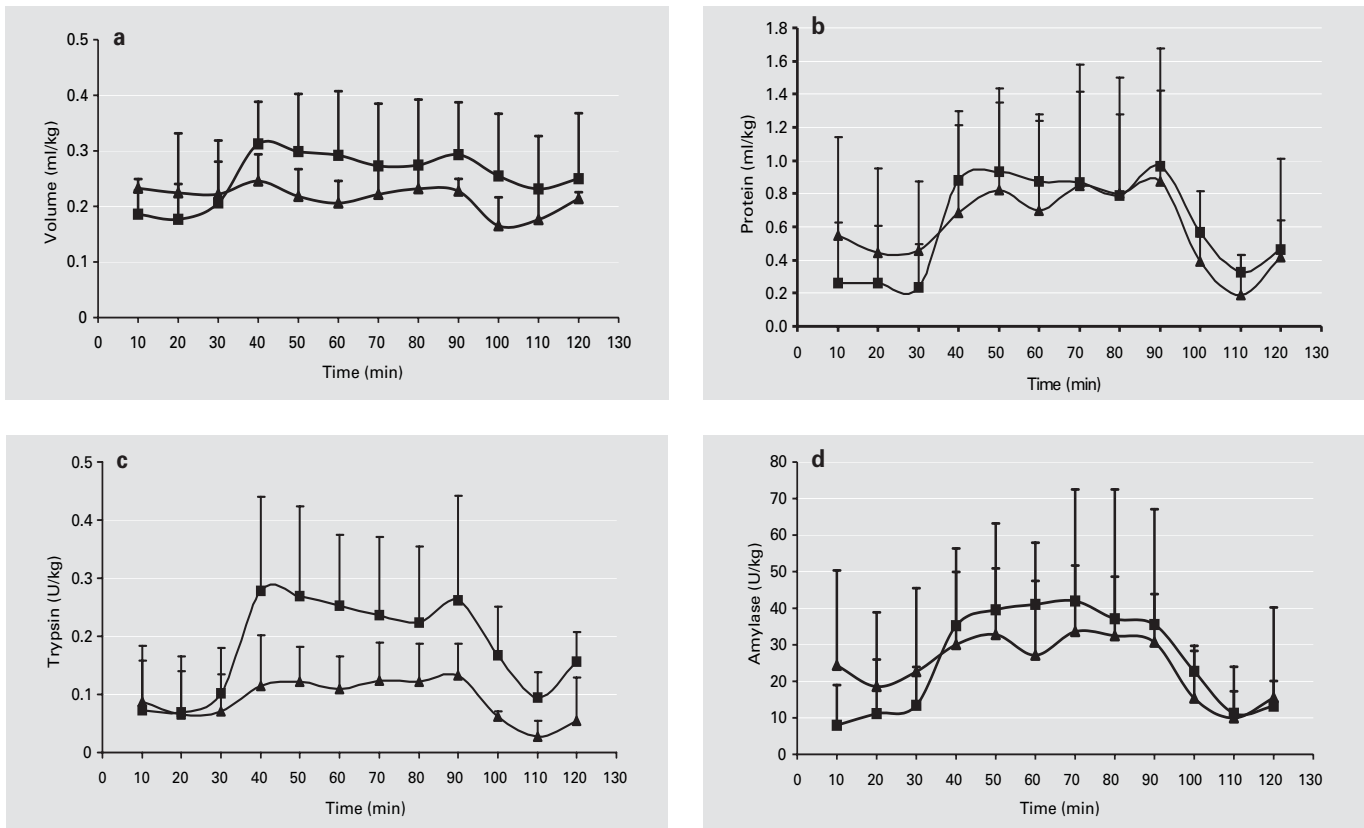 a
0.5
0.4
0.3
0.2
0.1
0
Volume (ml/kg)
0 10 20 30 40 50 60 70 80 90 100 110 120 130
Time (min)
b
1.8
1.6
1.4
1.2
1.0
0.8
0.6
0.4
0.2
0.0
Protein (ml/kg)
0 10 20 30 40 50 60 70 80 90 100 110 120 130
Time (min)
c
0.5
0.4
0.3
0.2
0.1
0
Trypsin (U/kg)
0 10 20 30 40 50 60 70 80 90 100 110 120 130
Time (min)
d
80
70
60
50
40
30
20
10
0
Amylase (U/kg)
0 10 20 30 40 50 60 70 80 90 100 110 120 130
Time (min)